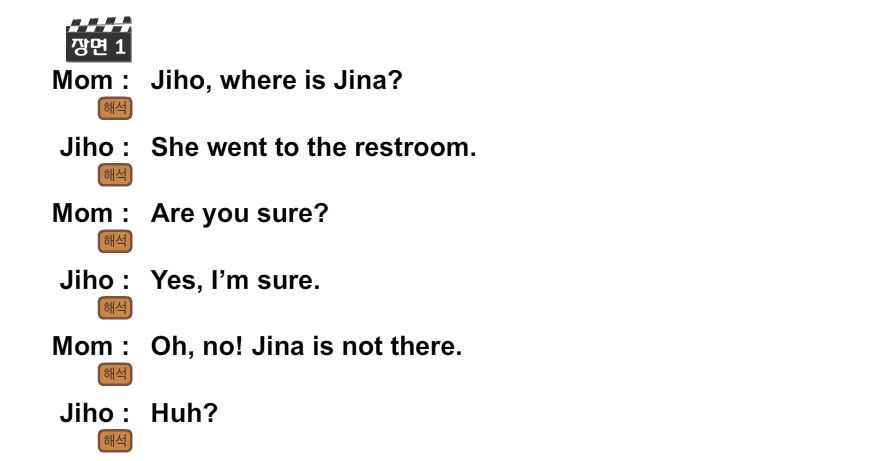 장면 1
Mom : Jiho, where is Jina?
해석
Jiho : She went to the restroom.
해석
Mom : Are you sure?
해석
Jiho : Yes, I’m sure.
해석
Mom : Oh, no! Jina is not there.
해석
Jiho : Huh?
해석